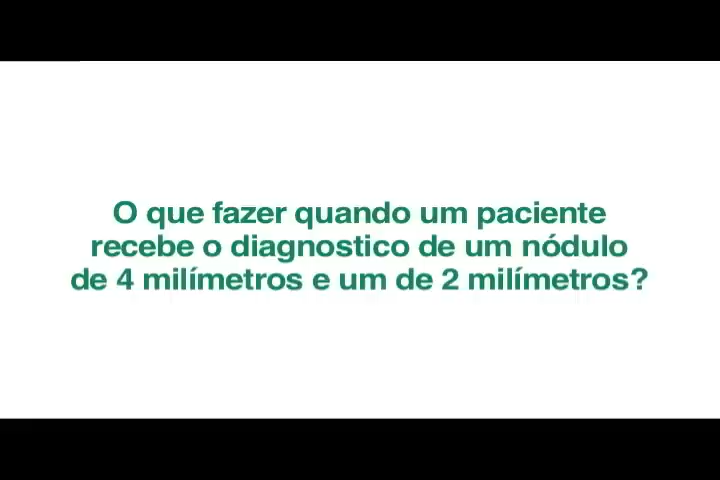 O que fazer quando um paciente
recebe o diagnostico de um nódulo
de 4 milímetros e um de 2 milímetros?